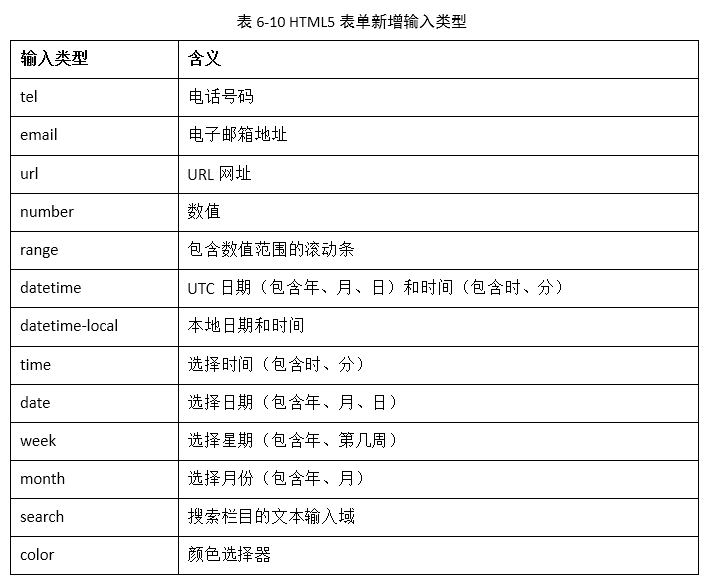 表 6-10 HTML5 表单新增输入类型
输入类型 含义
tel 电话号码
email 电子邮箱地址
url URL 网址
number 数值
range 包含数值范围的滚动条
datetime UTC 日期（包含年、月、日）和时间（包含时、分）
datetime-local 本地日期和时间
time 选择时间（包含时、分）
date 选择日期（包含年、月、日）
week 选择星期（包含年、第几周）
month 选择月份（包含年、月）
search 搜索栏目的文本输入域
color 颜色选择器